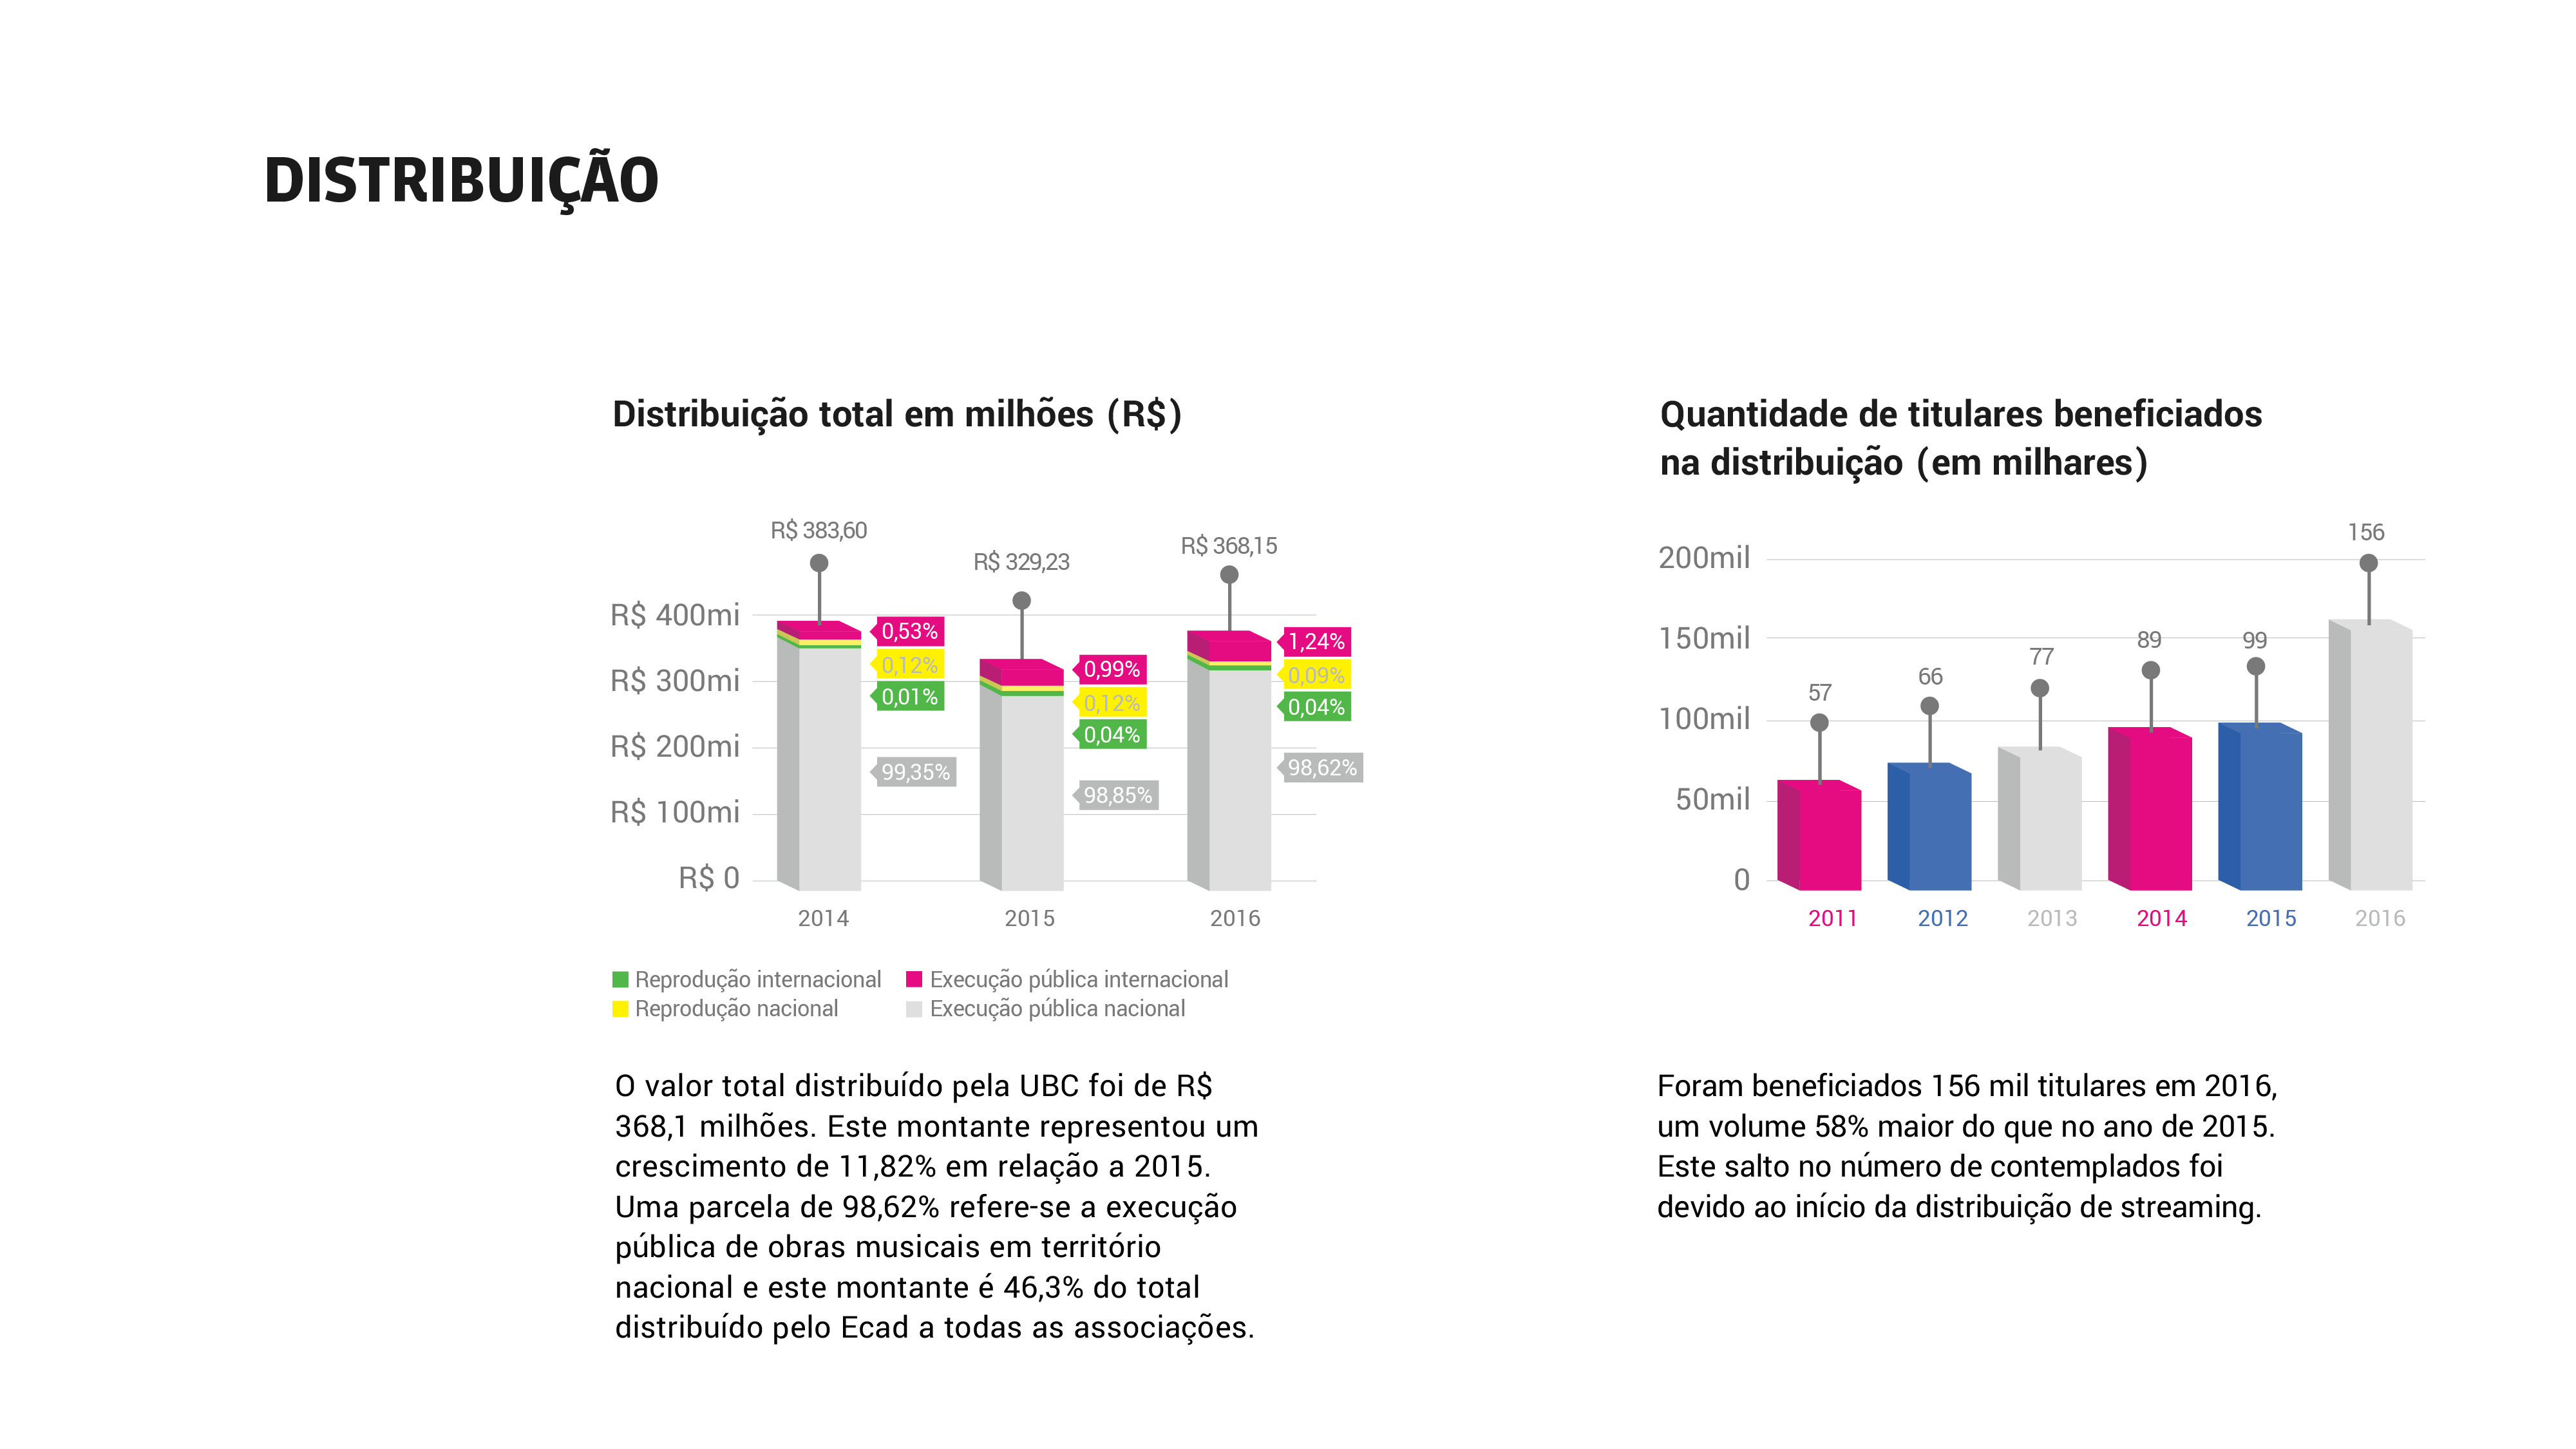 DISTRIBUIÇÃO
Distribuição total em milhões (R$)
R$ 383,60
R$ 329,23
R$ 368,15
R$ 400mi
R$ 300mi
R$ 200mi
R$ 100mi
R$ 0
0,53%
0,12%
0,01%
99,35%
0,99%
0,12%
0,04%
98,85%
1,24%
0,09%
0,04%
98,62%
2014 2015 2016
Reprodução internacional Execução pública internacional
Reprodução nacional Execução pública nacional
O valor total distribuído pela UBC foi de R$
368,1 milhões. Este montante representou um
crescimento de 11,82% em relação a 2015.
Uma parcela de 98,62% refere-se a execução
pública de obras musicais em território
nacional e este montante é 46,3% do total
distribuído pelo Ecad a todas as associações.
Quantidade de titulares beneficiados
na distribuição (em milhares)
200mil
150mil
100mil
50mil
0
57
66
77
89
99
156
2011 2012 2013 2014 2015 2016
Foram beneficiados 156 mil titulares em 2016,
um volume 58% maior do que no ano de 2015.
Este salto no número de contemplados foi
devido ao início da distribuição de streaming.